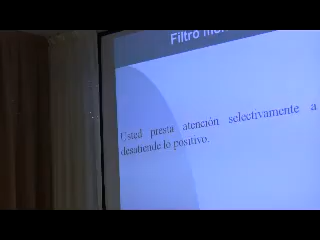 Filtro
Usted presta atención selectivamente a
desatiende lo positivo.